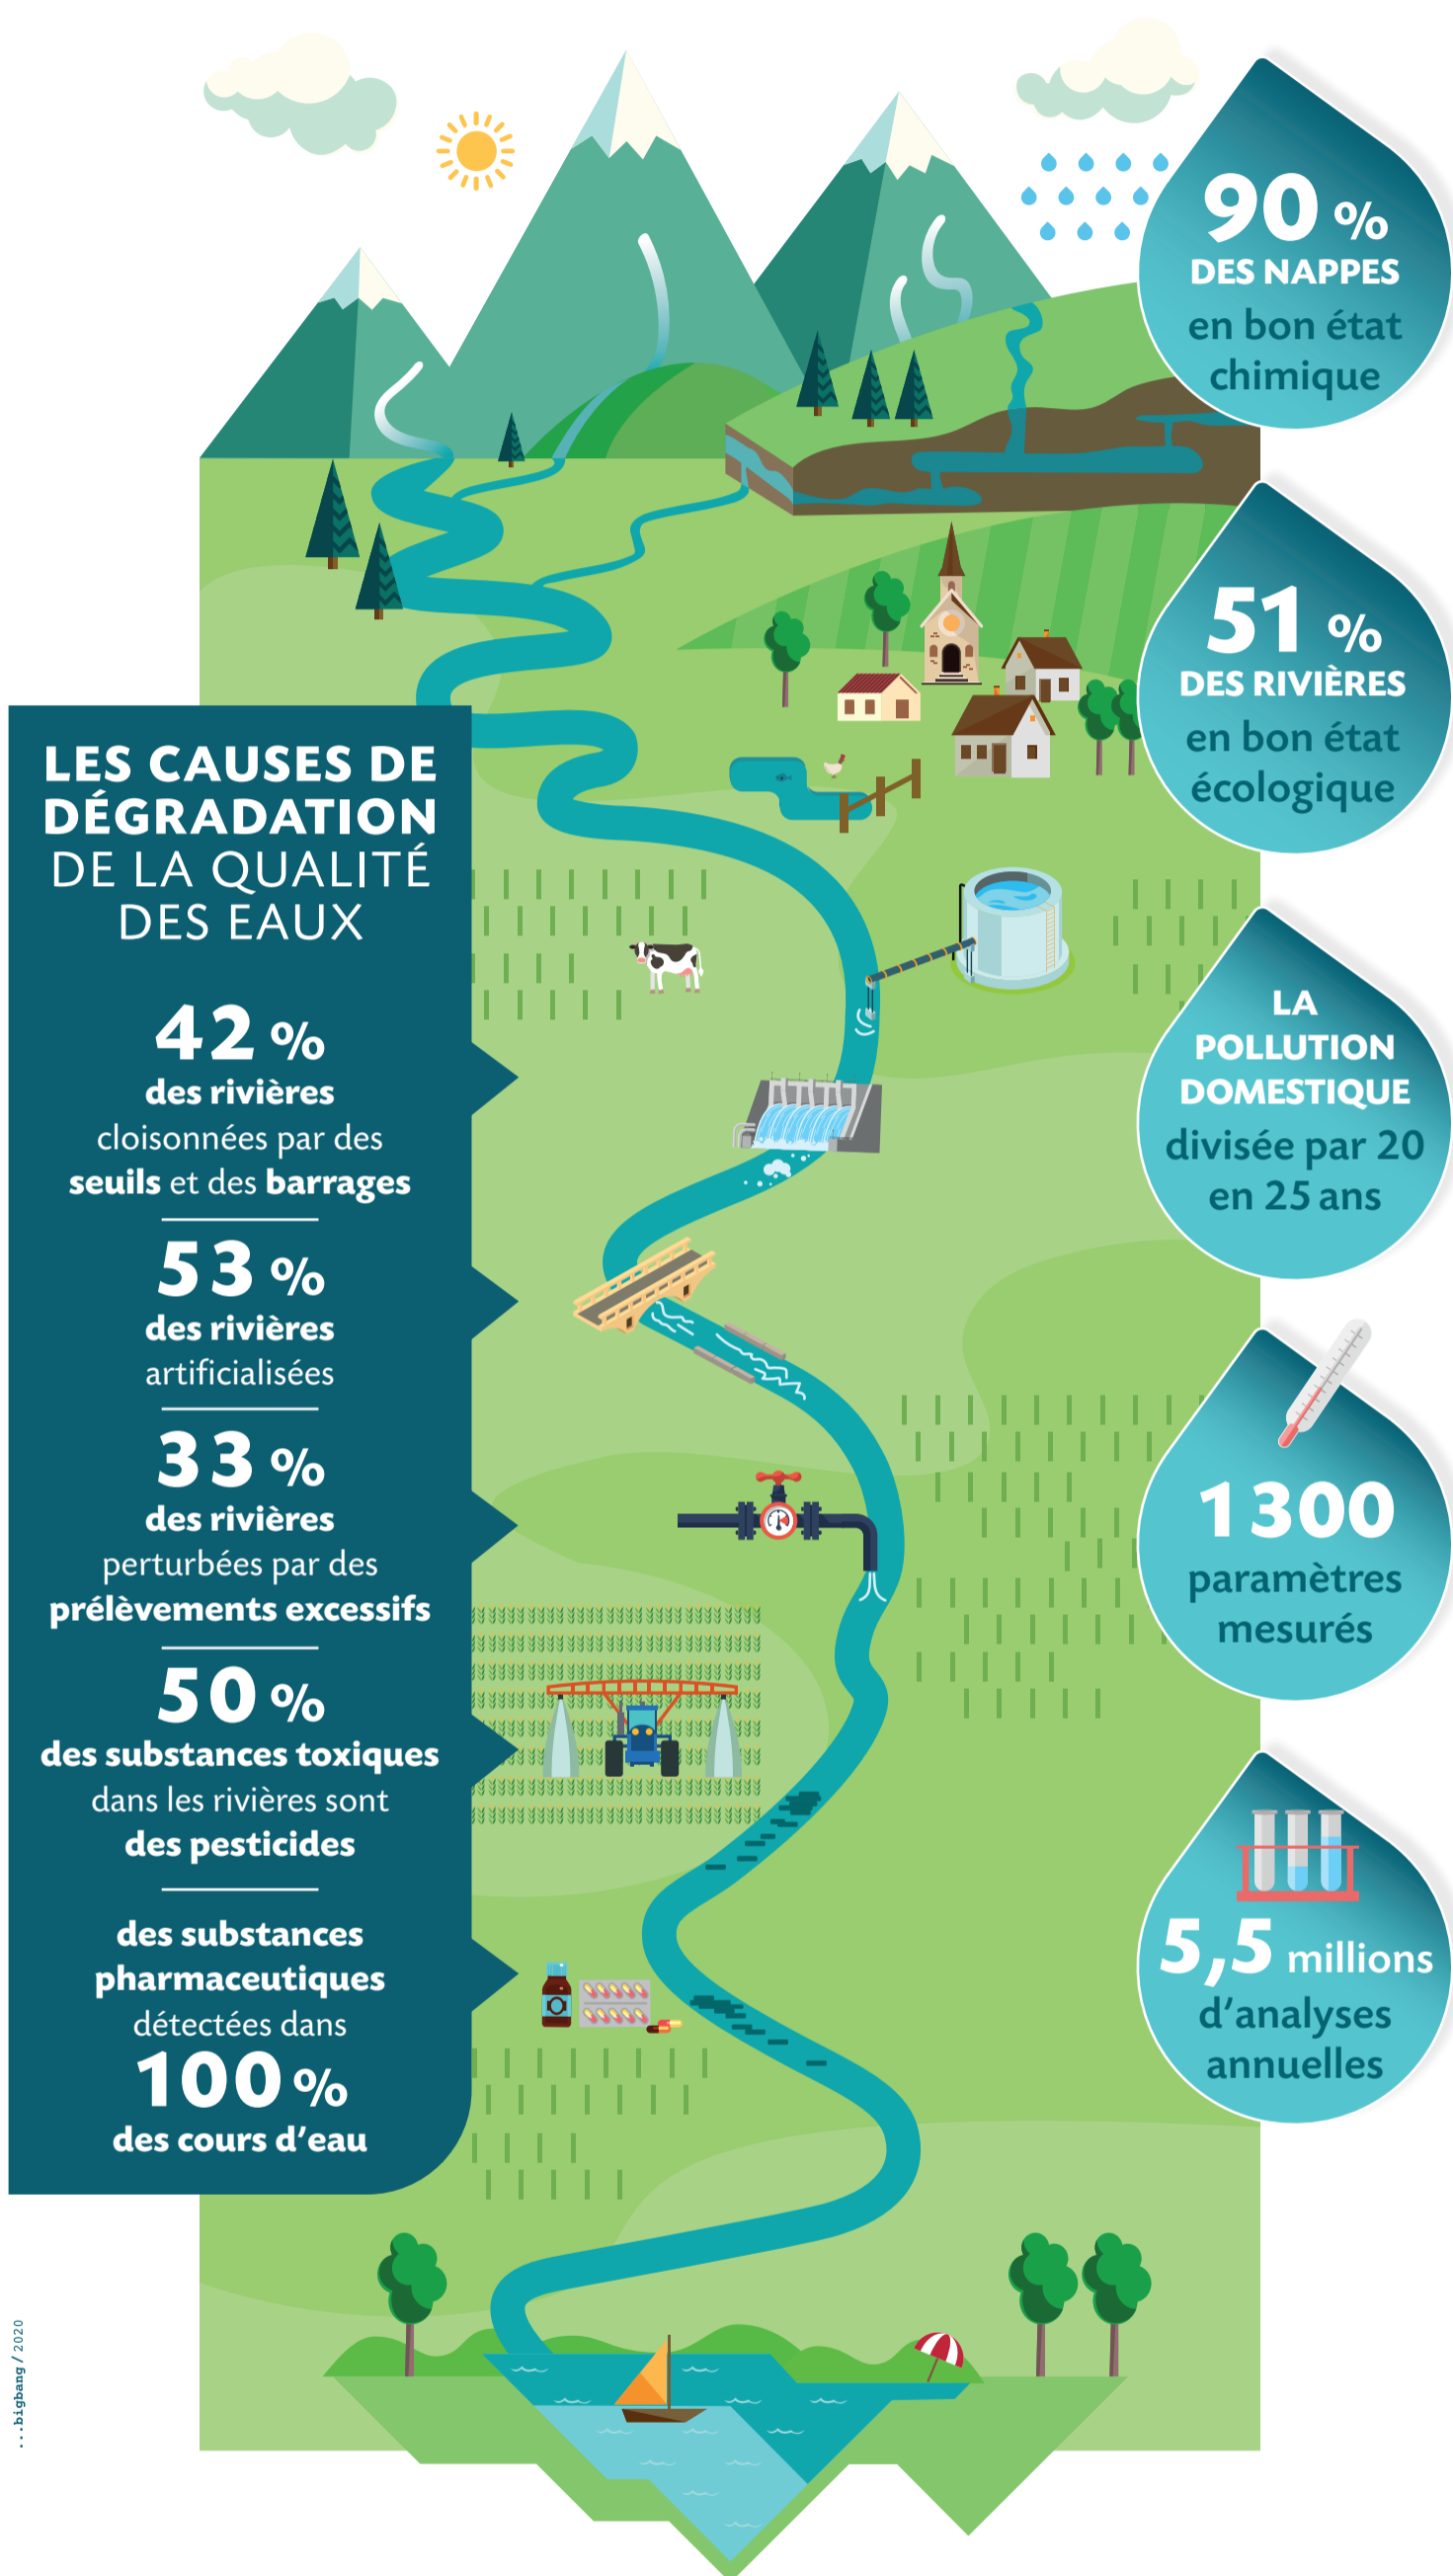 90 %
DES NAPPES
en bon état
chimique
51 %
DES RIVIÈRES
en bon état
écologique
LES CAUSES DE
DÉGRADATION
DE LA QUALITÉ
DES EAUX
42 %
des rivières
cloisonnées par des
seuils et des barrages
53 %
des rivières
artificialisées
33 %
des rivières
perturbées par des
prélèvements excessifs
50 %
des substances toxiques
dans les rivières sont
des pesticides
des substances
pharmaceutiques
détectées dans
100 %
des cours d’eau
LA
POLLUTION
DOMESTIQUE
divisée par 20
en 25 ans
1300
paramètres
mesurés
5,5 millions
d’analyses
annuelles
...bigbang / 2020